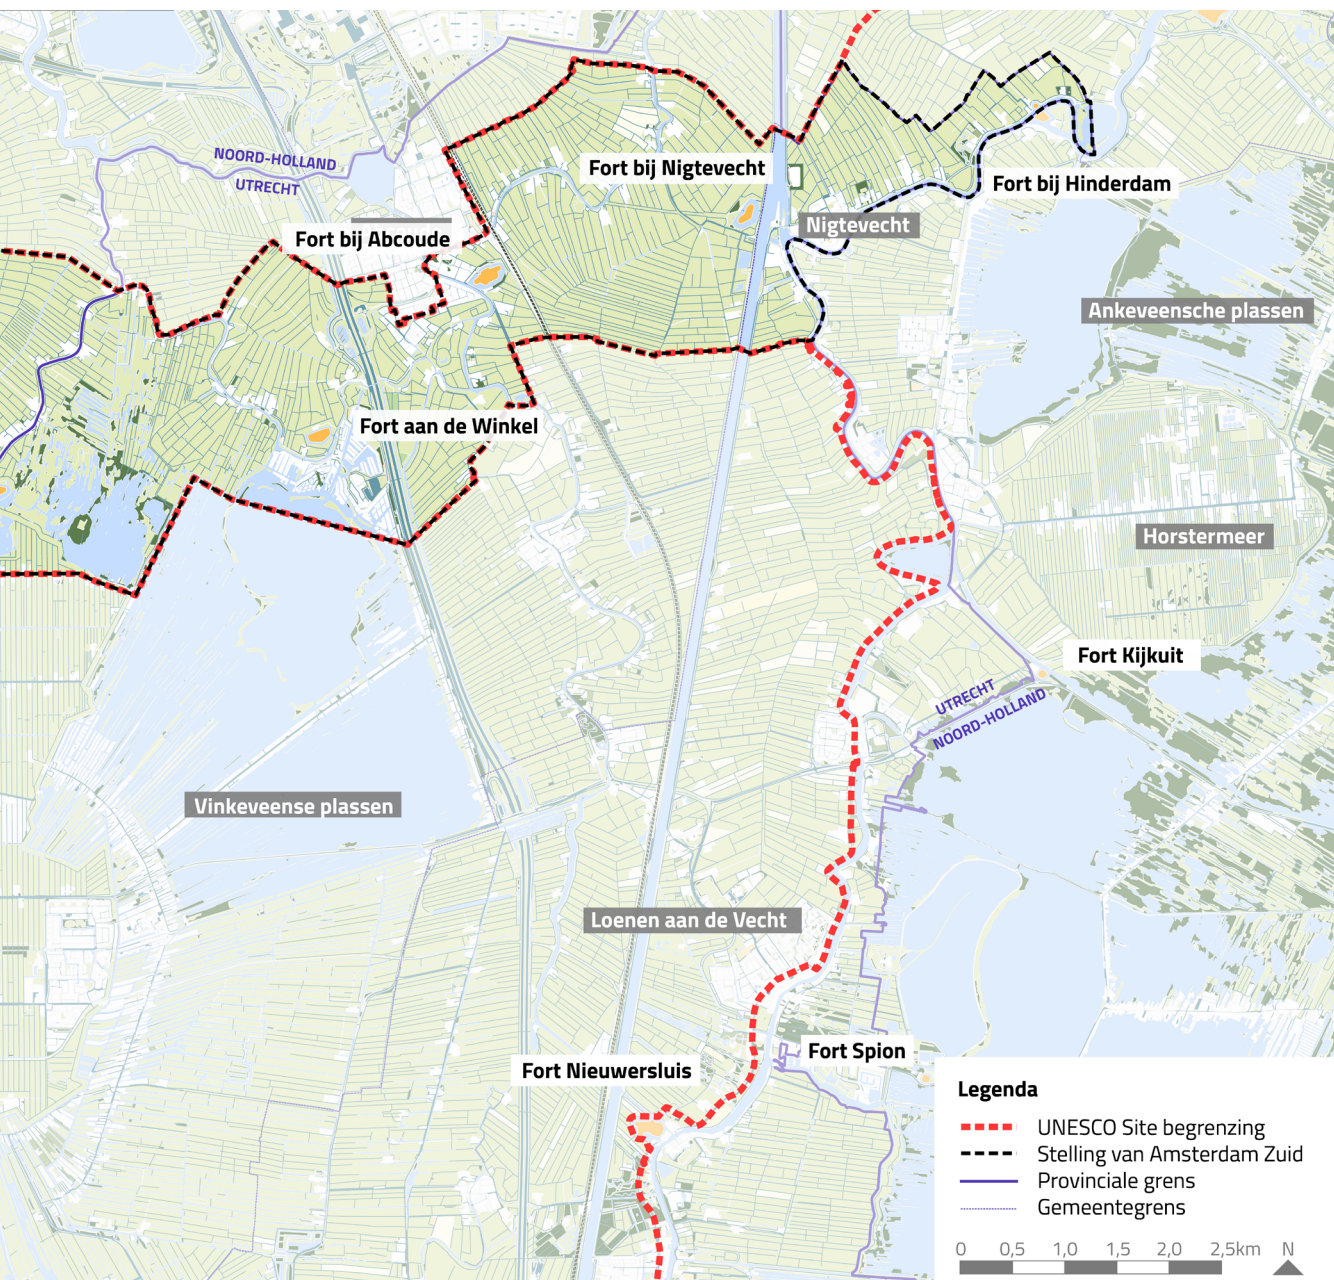 NOORD-HOLLAND
UTRECHT
Fort bij Nigtevecht
Fort bij Hinderdam
Nigtevecht
Fort bij Abcoude
Ankeveensche plassen
Fort aan de Winkel
Horstermeer
Fort Kijkuit
UTRECHT
NOORD-HOLLAND
Vinkeveense plassen
Loenen aan de Vecht
Fort Spion
Fort Nieuwersluis
Legenda
UNESCO Site begrenzing
Stelling van Amsterdam Zuid
Provinciale grens
Gemeentegrens
0 0,5 1,0 1,5 2,0 2,5km N